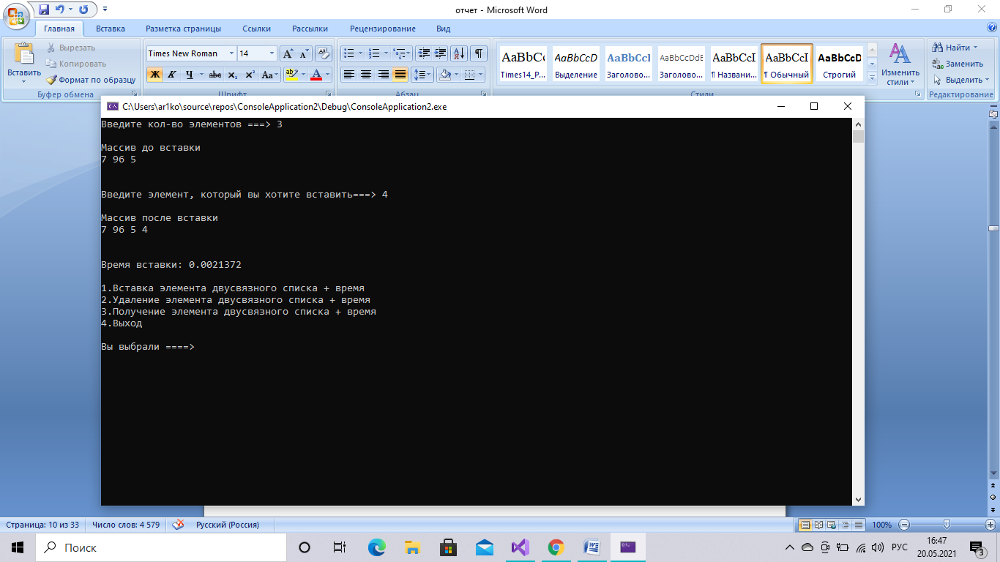 отчет - Microsoft Word
Главная Вставка Разметка страницы Ссылки Рассылки Рецензирование Вид
Вставить
Вырезать
Копировать
Формат по образцу
Буфер обмена
Times New Roman 14
Ж К Ч abc x₂ x² Aa
Шрифт
Абзац
AaBbCc AaBbCcD AaBbCcI AaBbCcDdE AaBbCcI AaBbCcI AaBbCcD
Times14_Р... Выделение Заголово... Заголово... ¶ Названи... ¶ Обычный Строгий
Изменить стили
Стили
Найти
Заменить
Выделить
Редактирование
C:\Users\ar1ko\source\repos\ConsoleApplication2\Debug\ConsoleApplication2.exe
Введите кол-во элементов ===> 3
Массив до вставки
7 96 5
Введите элемент, который вы хотите вставить===> 4
Массив после вставки
7 96 5 4
Время вставки: 0.0021372
1.Вставка элемента двусвязного списка + время
2.Удаление элемента двусвязного списка + время
3.Получение элемента двусвязного списка + время
4.Выход
Вы выбрали ====>
Страница: 10 из 33 Число слов: 4 579 Русский (Россия) 100%
Поиск
РУС
16:47
20.05.2021
3